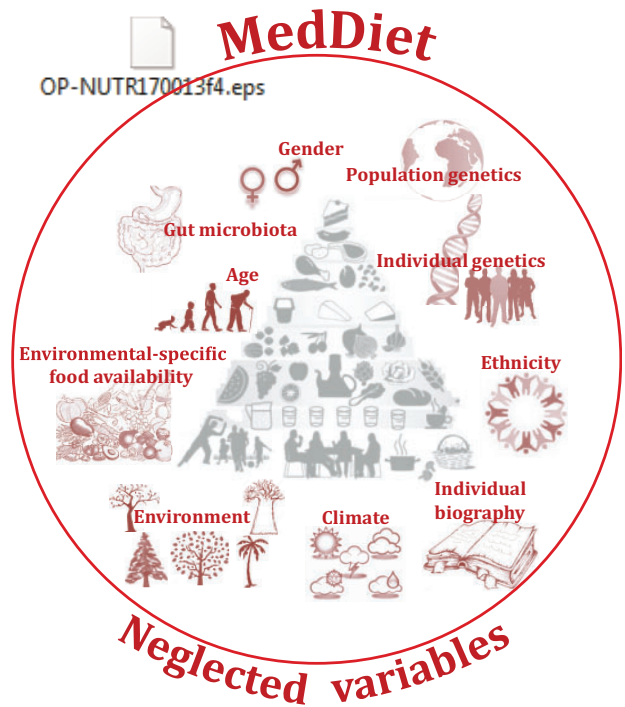 MedDiet
OP-NUTR170013f4.eps
Gender
Population genetics
Gut microbiota
Individual genetics
Age
Environmental-specific
food availability
Ethnicity
Individual
biography
Environment
Climate
Neglected variables